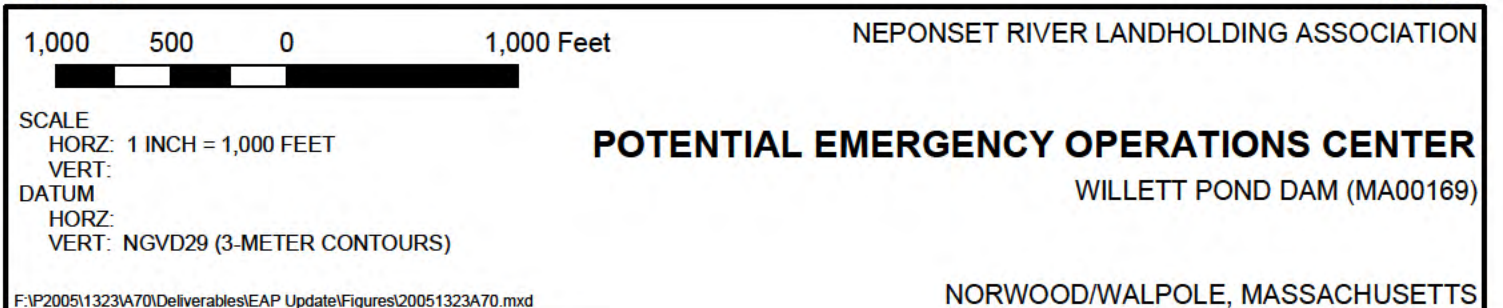 1,000 500 0 1,000 Feet
NEPONSET RIVER LANDHOLDING ASSOCIATION
SCALE
HORZ: 1 INCH = 1,000 FEET
VERT:
DATUM
HORZ:
VERT: NGVD29 (3-METER CONTOURS)
POTENTIAL EMERGENCY OPERATIONS CENTER
WILLETT POND DAM (MA00169)
F:\P2005\1323\A70\Deliverables\EAP Update\Figures\20051323A70.mxd
NORWOOD/WALPOLE, MASSACHUSETTS